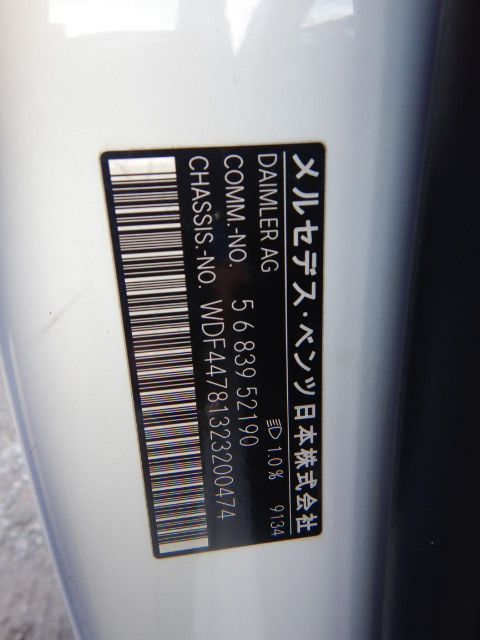 メルセデス・ベンツ日本株式会社
DAIMLER AG 1.0% 9134
COMM.-NO. 5 6 839 52190
CHASSIS.-NO. WDF44781323200474